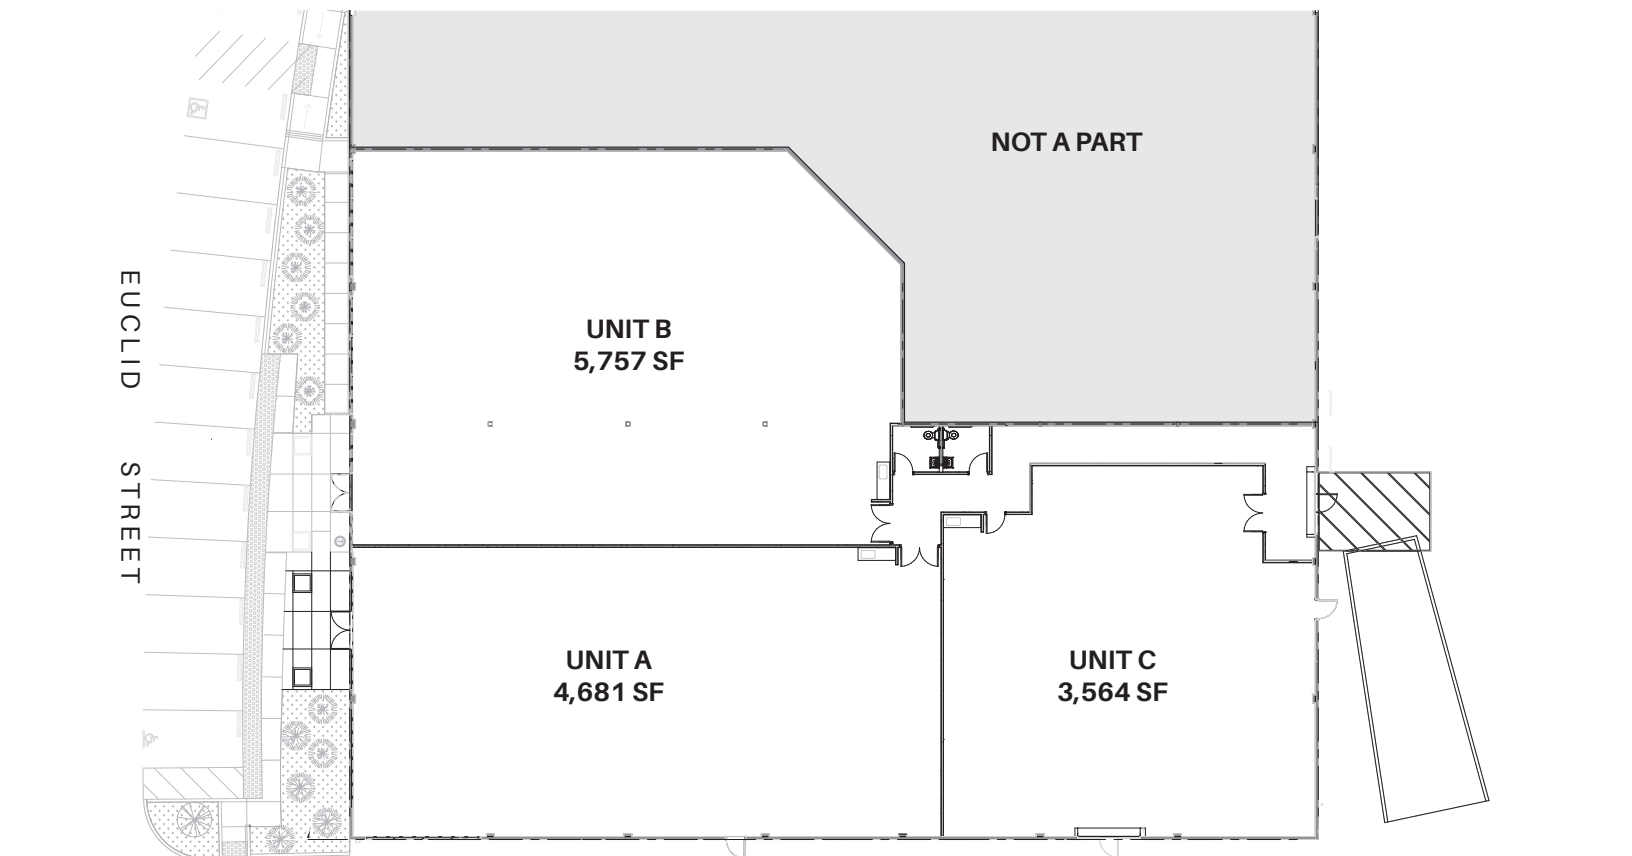 NOT A PART
UNIT B
5,757 SF
EUCLID STREET
UNIT A
4,681 SF
UNIT C
3,564 SF